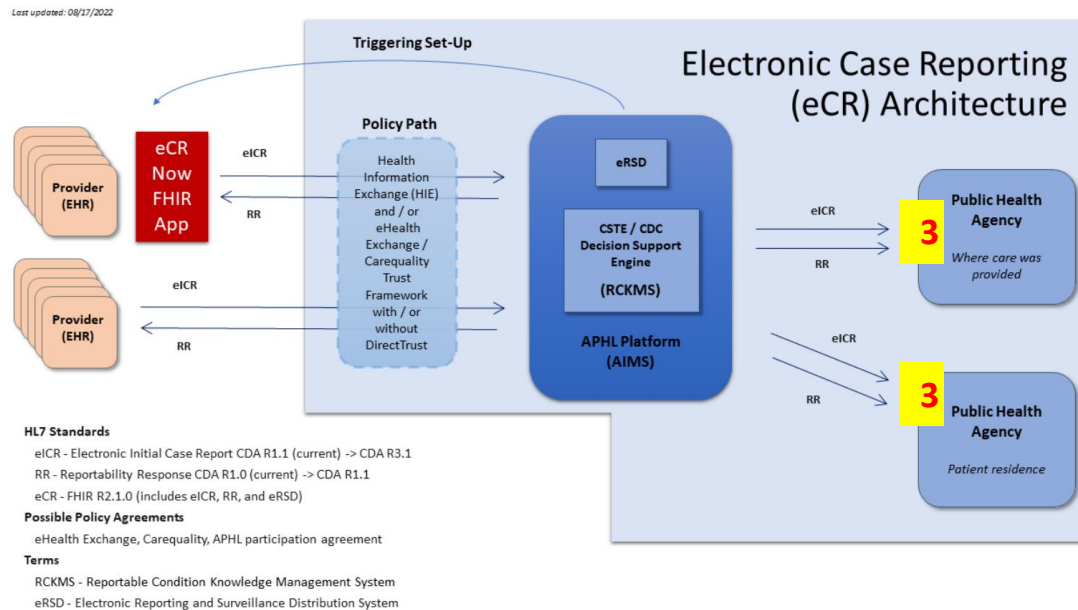 Last updated: 08/17/2022
Triggering Set-Up
Electronic Case Reporting
(eCR) Architecture
Policy Path
Provider
(EHR)
eCR
Now
FHIR
App
eICR
RR
Health
Information
Exchange (HIE)
and / or
eHealth
Exchange /
Carequality
Trust
Framework
with / or
without
DirectTrust
eRSD
CSTE / CDC
Decision Support
Engine
(RCKMS)
APHL Platform
(AIMS)
eICR
RR
3
Public Health
Agency
Where care was
provided
Provider
(EHR)
eICR
RR
eICR
RR
3
Public Health
Agency
Patient residence
HL7 Standards
eICR - Electronic Initial Case Report CDA R1.1 (current) -> CDA R3.1
RR - Reportability Response CDA R1.0 (current) -> CDA R1.1
eCR - FHIR R2.1.0 (includes eICR, RR, and eRSD)
Possible Policy Agreements
eHealth Exchange, Carequality, APHL participation agreement
Terms
RCKMS - Reportable Condition Knowledge Management System
eRSD - Electronic Reporting and Surveillance Distribution System